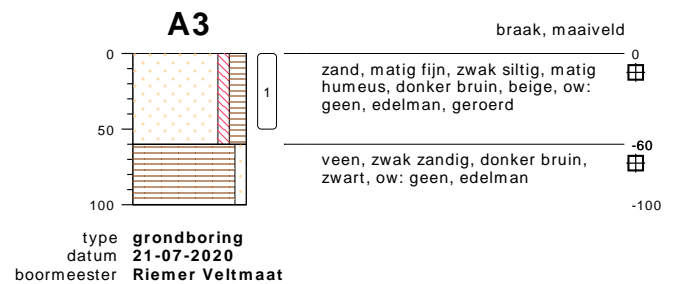 A3
braak, maaiveld
0
0
zand, matig fijn, zwak siltig, matig
humeus, donker bruin, beige, ow:
geen, edelman, geroerd
1
50
-60
veen, zwak zandig, donker bruin,
zwart, ow: geen, edelman
100
-100
type grondboring
datum 21-07-2020
boormeester Riemer Veltmaat